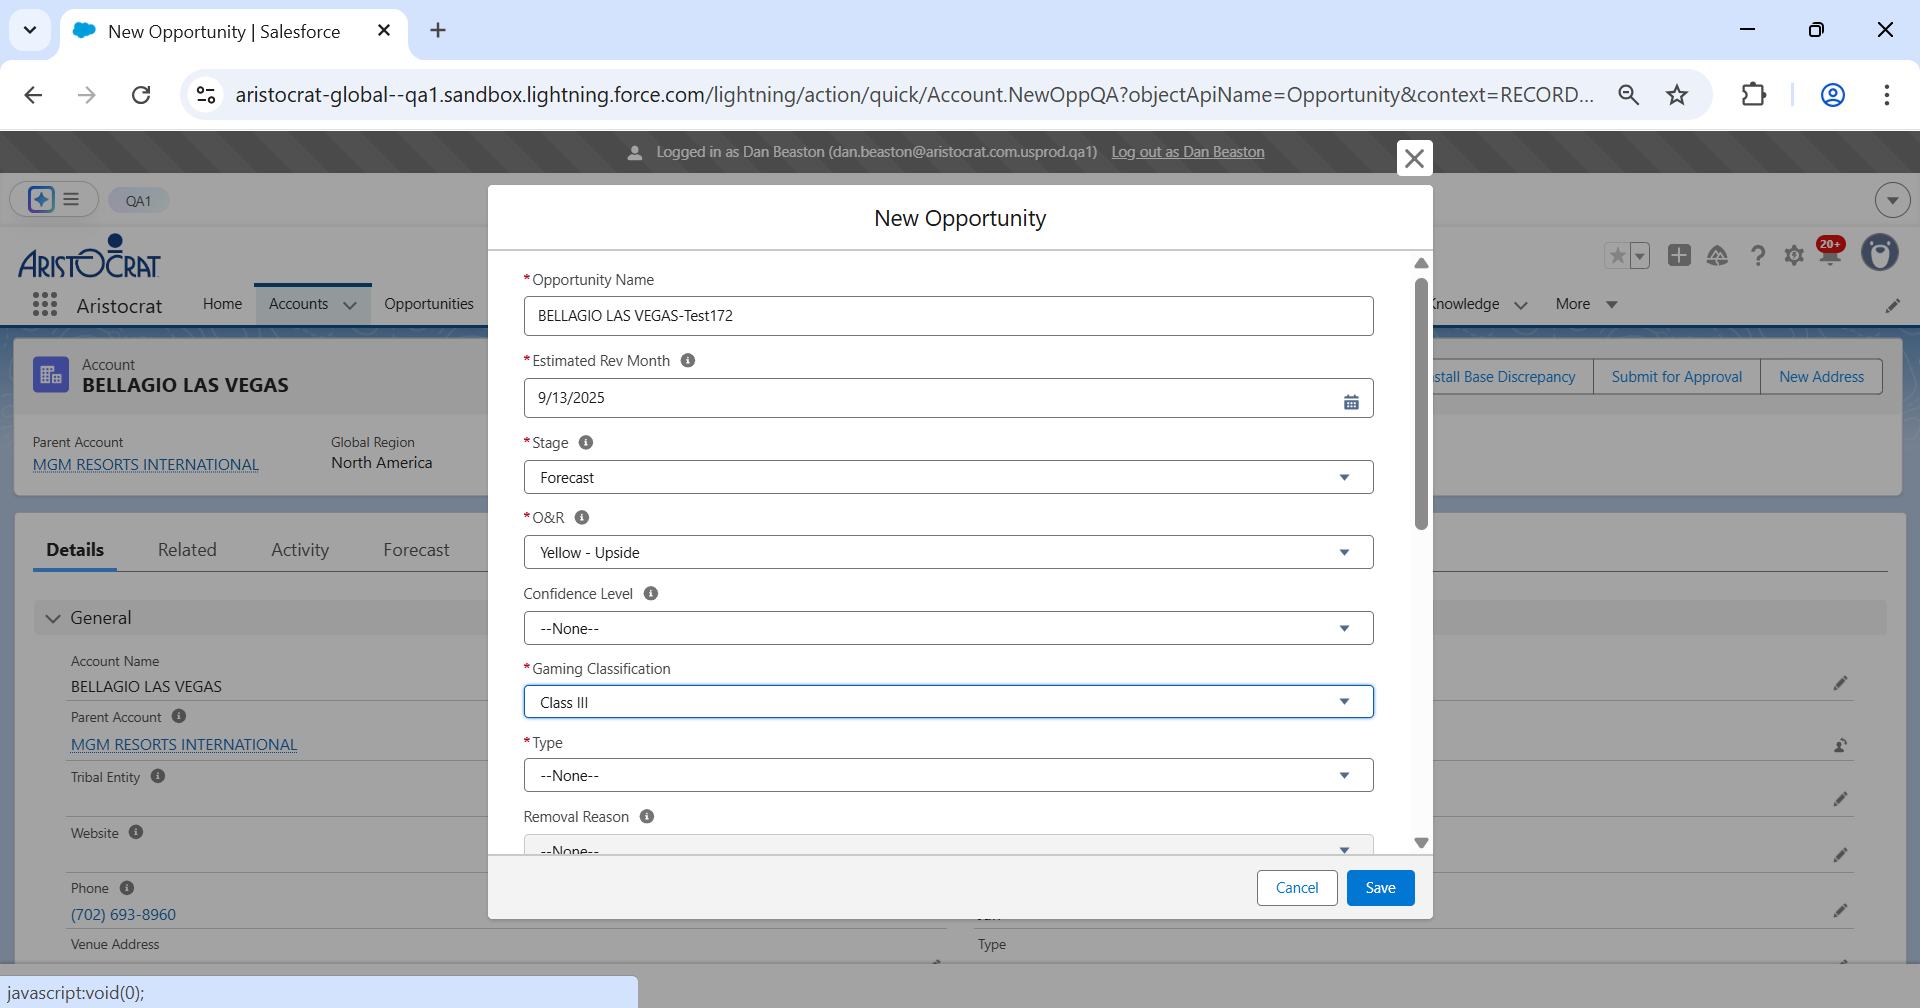 New Opportunity | Salesforce
aristocrat-global--qa1.sandbox.lightning.force.com/lightning/action/quick/Account.NewOppQA?objectApiName=Opportunity&context=RECORD...
Logged in as Dan Beaston (dan.beaston@aristocrat.com.usprod.qa1) Log out as Dan Beaston
QA1
ARISTOCRAT
20+
Aristocrat Home Accounts Opportunities Knowledge More
Account
BELLAGIO LAS VEGAS
Install Base Discrepancy Submit for Approval New Address
Parent Account
MGM RESORTS INTERNATIONAL
Global Region
North America
Details Related Activity Forecast
General
Account Name
BELLAGIO LAS VEGAS
Parent Account
MGM RESORTS INTERNATIONAL
Tribal Entity
Website
Phone
(702) 693-8960
Venue Address
Type
New Opportunity
*Opportunity Name
BELLAGIO LAS VEGAS-Test172
*Estimated Rev Month
9/13/2025
*Stage
Forecast
*O&R
Yellow - Upside
Confidence Level
--None--
*Gaming Classification
Class III
*Type
--None--
Removal Reason
--None--
Cancel Save
javascript:void(0);